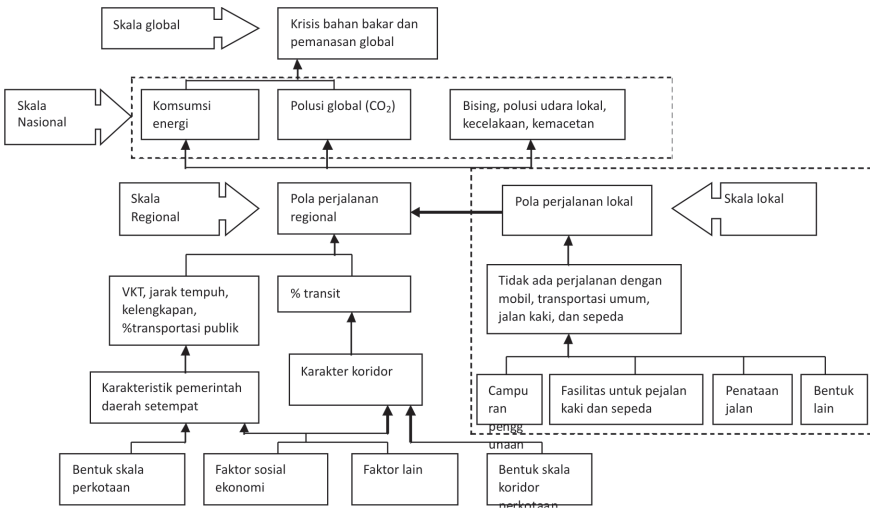 Skala global
Krisis bahan bakar dan
pemanasan global
Skala
Nasional
Komsumsi
energi
Polusi global (CO₂)
Bising, polusi udara lokal,
kecelakaan, kemacetan
Skala
Regional
Pola perjalanan
regional
Pola perjalanan lokal
Skala lokal
VKT, jarak tempuh,
kelengkapan,
%transportasi publik
% transit
Tidak ada perjalanan dengan
mobil, transportasi umum,
jalan kaki, dan sepeda
Karakteristik pemerintah
daerah setempat
Karakter koridor
Campu
ran
pengg
unaan
Fasilitas untuk pejalan
kaki dan sepeda
Penataan
jalan
Bentuk
lain
Bentuk skala
perkotaan
Faktor sosial
ekonomi
Faktor lain
Bentuk skala
koridor
perkotaan